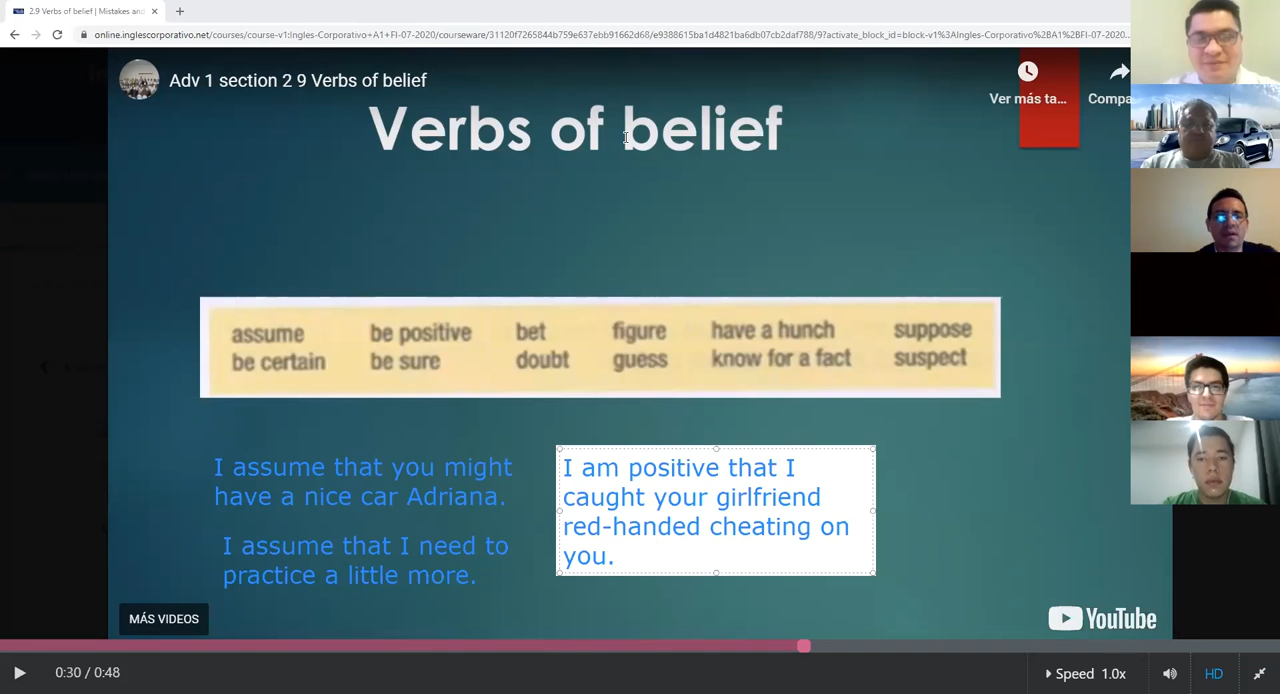 2.9 Verbs of belief | Mistakes and
online.inglescorporativo.net/courses/course-v1:Ingles-Corporativo+A1+FI-07-2020/courseware/31120f7265844b759e637ebb91662d68/e9388615ba1d4821ba6db07cb2daf788/9?activate_block_id=block-v1%3AIngles-Corporativo%2BA1%2BFI-07-2020...
Adv 1 section 2 9 Verbs of belief
Ver más ta...
Compa
Verbs of belief
assume be positive bet figure have a hunch suppose
be certain be sure doubt guess know for a fact suspect
I assume that you might
have a nice car Adriana.
I assume that I need to
practice a little more.
I am positive that I
caught your girlfriend
red-handed cheating on
you.
MÁS VIDEOS
YouTube
0:30 / 0:48
Speed 1.0x
HD